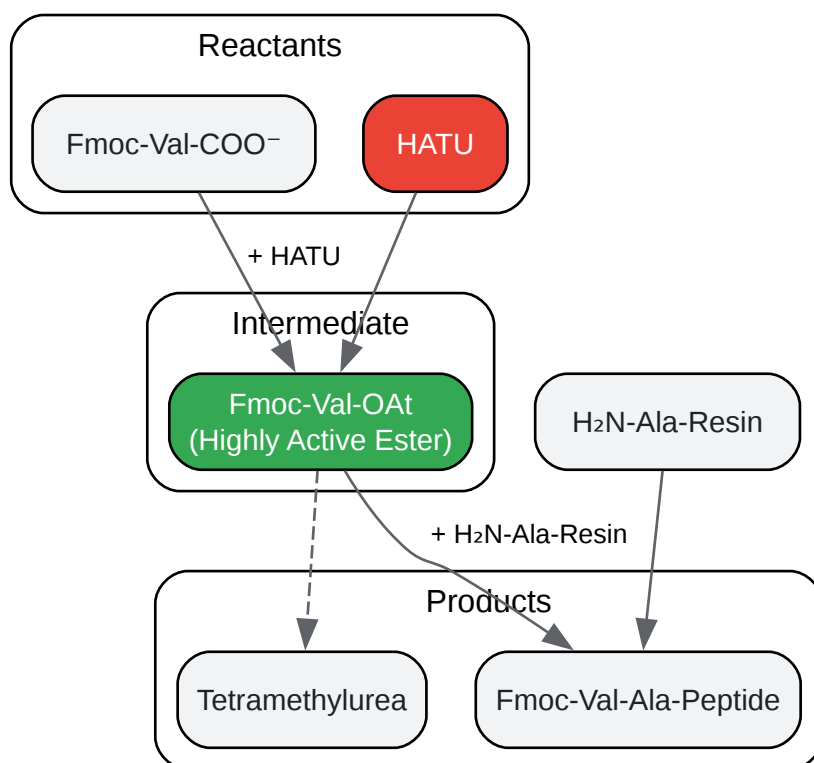 Reactants
Fmoc-Val-COO⁻
HATU
+ HATU
Intermediate
Fmoc-Val-OAt
(Highly Active Ester)
H₂N-Ala-Resin
+ H₂N-Ala-Resin
Products
Tetramethylurea
Fmoc-Val-Ala-Peptide